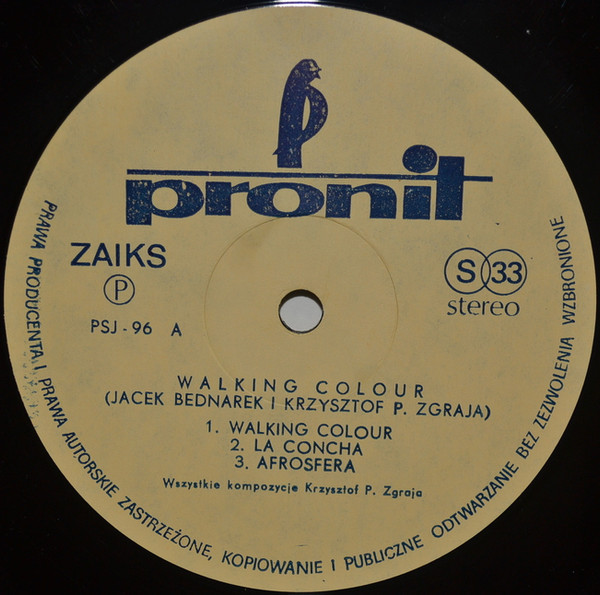 pronit
ZAIKS
P
PSJ - 96 A
S 33
stereo
WALKING COLOUR
(JACEK BEDNAREK I KRZYSZTOF P. ZGRAJA)
1. WALKING COLOUR
2. LA CONCHA
3. AFROSFERA
Wszystkie kompozycje Krzysztof P. Zgraja
PRAWA PRODUCENTA I PRAWA AUTORSKIE ZASTRZEŻONE, KOPIOWANIE I PUBLICZNE ODTWARZANIE BEZ ZEZWOLENIA WZBRONIONE